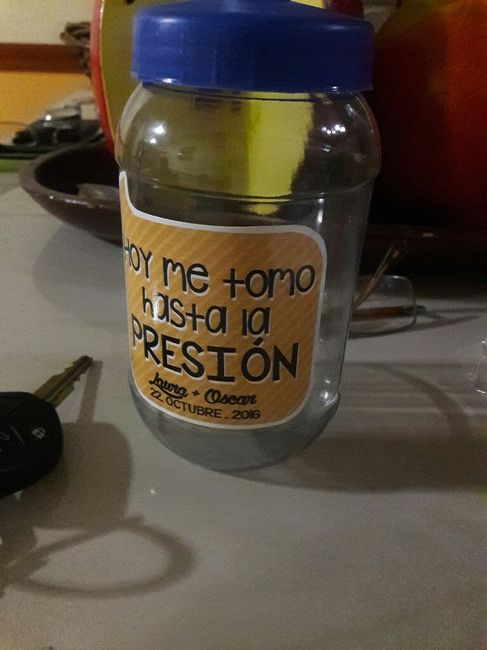 HOY me tomo
hasta la
PRESIÓN
Laura + Oscar
22. OCTUBRE. 2016